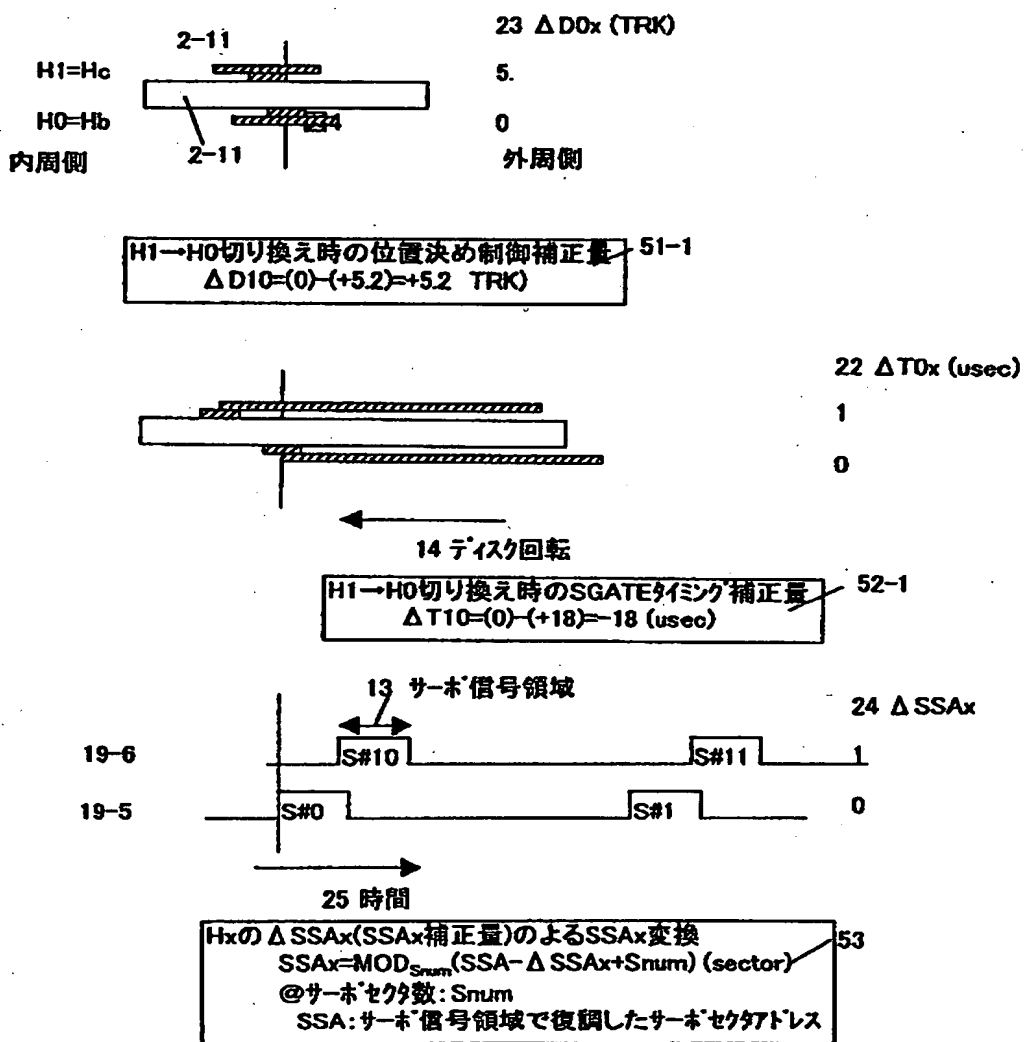 2-11
23 ΔD0x (TRK)
H1=Hc
5.
H0=Hb
0
内周側
2-11
外周側
H1→H0切り換え時の位置決め制御補正量
51-1
ΔD10=(0)-(+5.2)=+5.2 TRK)
22 ΔT0x (usec)
1
0
14 ディスク回転
H1→H0切り換え時のSGATEタイミング補正量
52-1
ΔT10=(0)-(+18)=-18 (usec)
13 サーボ信号領域
24 ΔSSAx
19-6
S#10
S#11
1
19-5
S#0
S#1
0
25 時間
HxのΔSSAx(SSAx補正量)のよるSSAx変換
53
SSAx=MODSnum(SSA-ΔSSAx+Snum) (sector)
@サーボセクタ数:Snum
SSA:サーボ信号領域で復調したサーボセクタアドレス